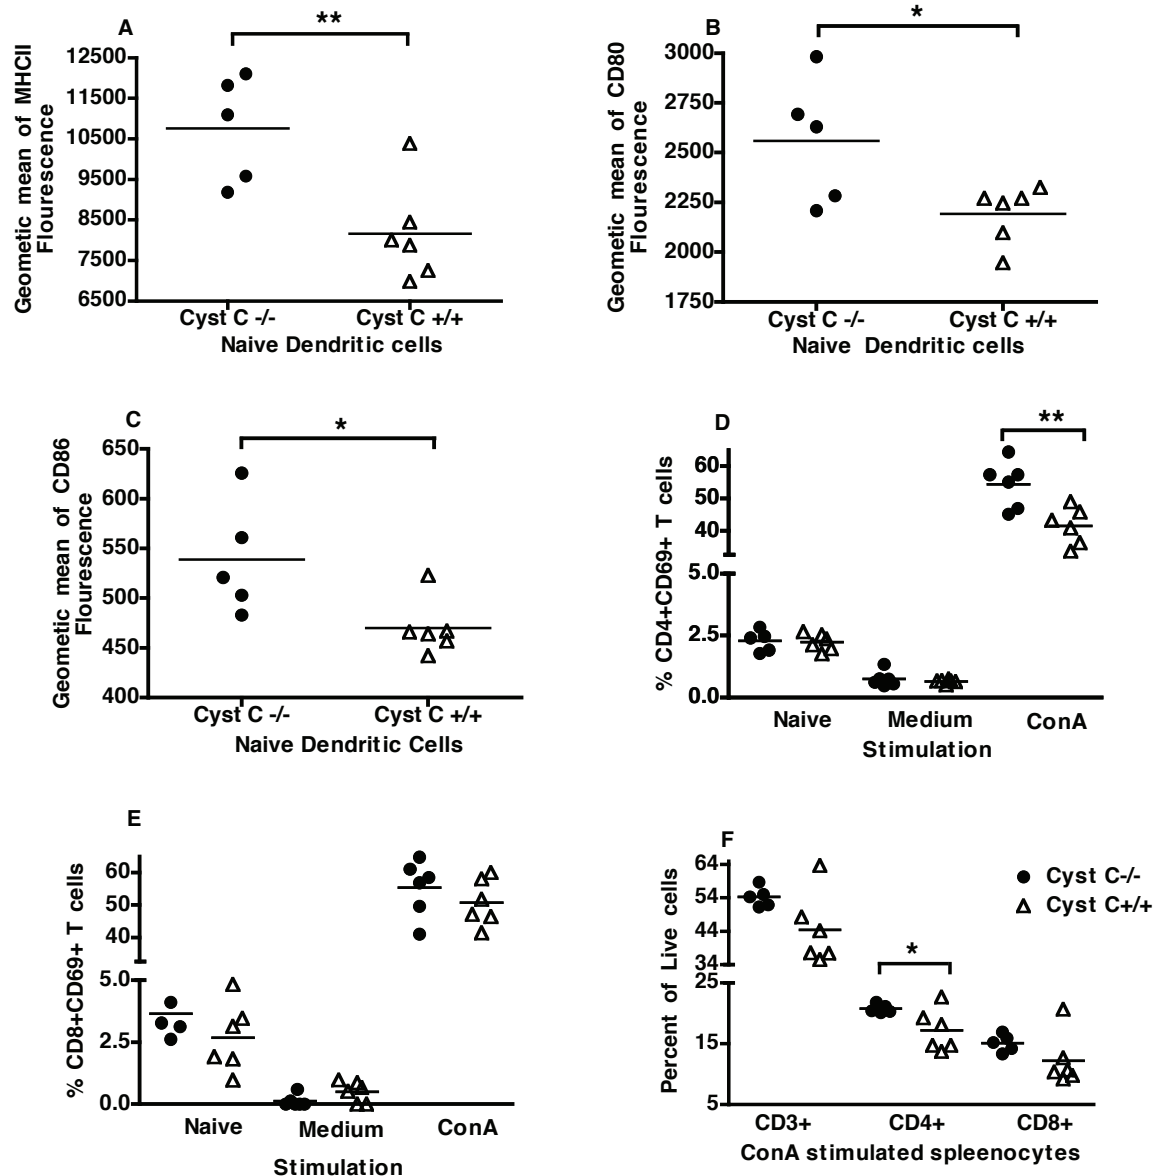 A
**
Geometic mean of MHCII
Flourescence
12500
11500
10500
9500
8500
7500
6500
Cyst C -/-
Cyst C +/+
Naive Dendritic cells
B
*
Geometic mean of CD80
Flourescence
3000
2750
2500
2250
2000
1750
Cyst C -/-
Cyst C +/+
Naive Dendritic cells
C
*
Geometic mean of CD86
Flourescence
650
600
550
500
450
400
Cyst C -/-
Cyst C +/+
Naive Dendritic Cells
D
**
% CD4+CD69+ T cells
60
50
40
5.0
2.5
0.0
Naive
Medium
ConA
Stimulation
E
% CD8+CD69+ T cells
60
50
40
5.0
2.5
0.0
Naive
Medium
ConA
Stimulation
F
Percent of Live cells
64
54
44
34
25
15
5
*
Cyst C-/-
Cyst C+/+
CD3+
CD4+
CD8+
ConA stimulated spleenocytes